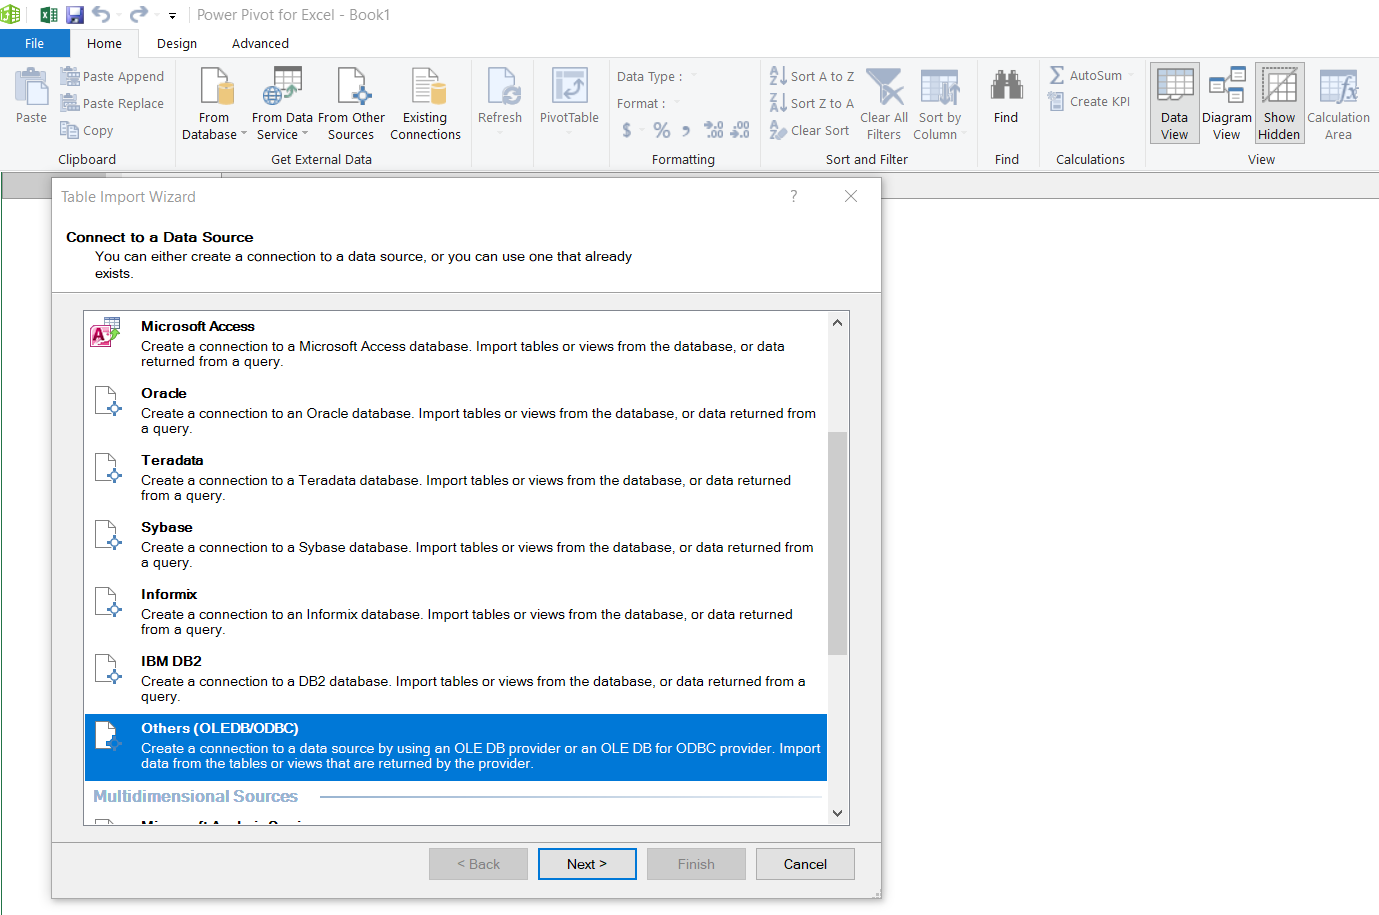 Power Pivot for Excel - Book1
File Home Design Advanced
Paste
Paste Append
Paste Replace
Copy
Clipboard
From Database
From Data Service
From Other Sources
Existing Connections
Get External Data
Refresh
PivotTable
Data Type :
Format :
$ % , .00 .00
Formatting
Sort A to Z
Sort Z to A
Clear Sort
Clear All Filters
Sort by Column
Sort and Filter
Find
Find
AutoSum
Create KPI
Calculations
Data View
Diagram View
Show Hidden
Calculation Area
View
Table Import Wizard ?
Connect to a Data Source
You can either create a connection to a data source, or you can use one that already
exists.
Microsoft Access
Create a connection to a Microsoft Access database. Import tables or views from the database, or data
returned from a query.
Oracle
Create a connection to an Oracle database. Import tables or views from the database, or data returned from
a query.
Teradata
Create a connection to a Teradata database. Import tables or views from the database, or data returned
from a query.
Sybase
Create a connection to a Sybase database. Import tables or views from the database, or data returned from
a query.
Informix
Create a connection to an Informix database. Import tables or views from the database, or data returned
from a query.
IBM DB2
Create a connection to a DB2 database. Import tables or views from the database, or data returned from a
query.
Others (OLEDB/ODBC)
Create a connection to a data source by using an OLE DB provider or an OLE DB for ODBC provider. Import
data from the tables or views that are returned by the provider.
Multidimensional Sources
< Back Next > Finish Cancel